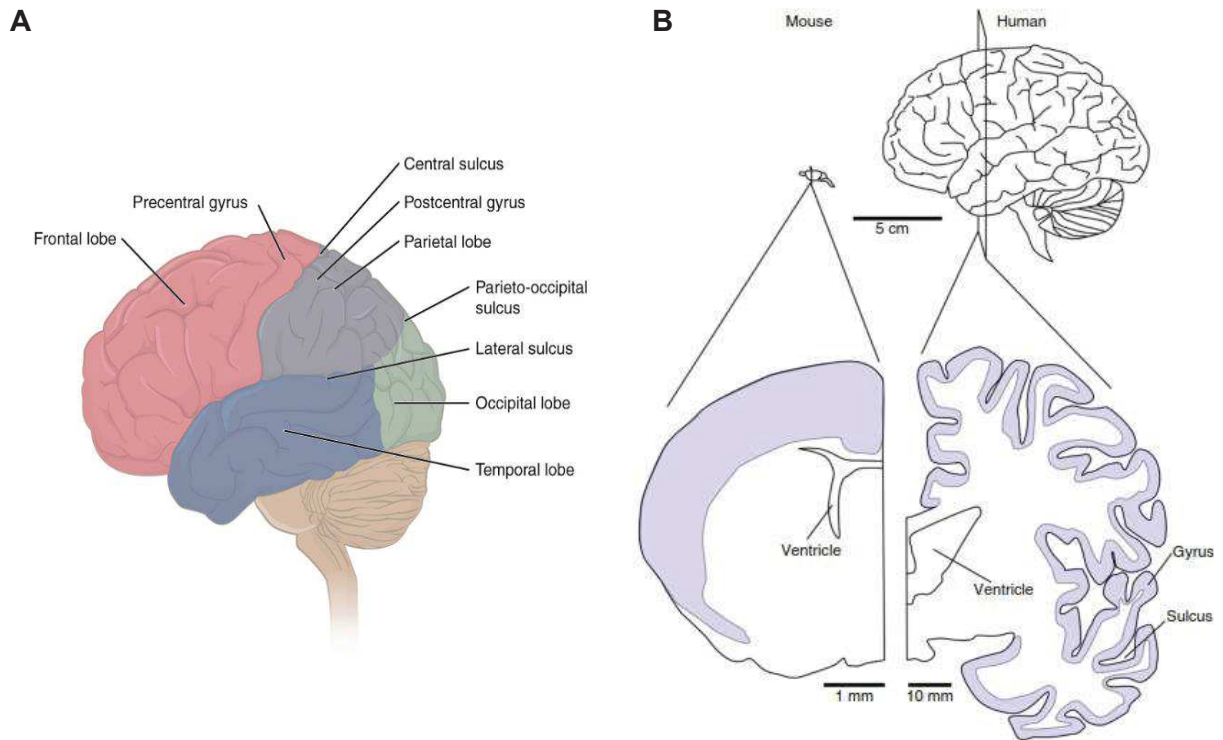 A
Central sulcus
Precentral gyrus
Postcentral gyrus
Frontal lobe
Parietal lobe
Parieto-occipital
sulcus
Lateral sulcus
Occipital lobe
Temporal lobe
B
Mouse
Human
5 cm
Ventricle
Ventricle
Gyrus
Sulcus
1 mm
10 mm